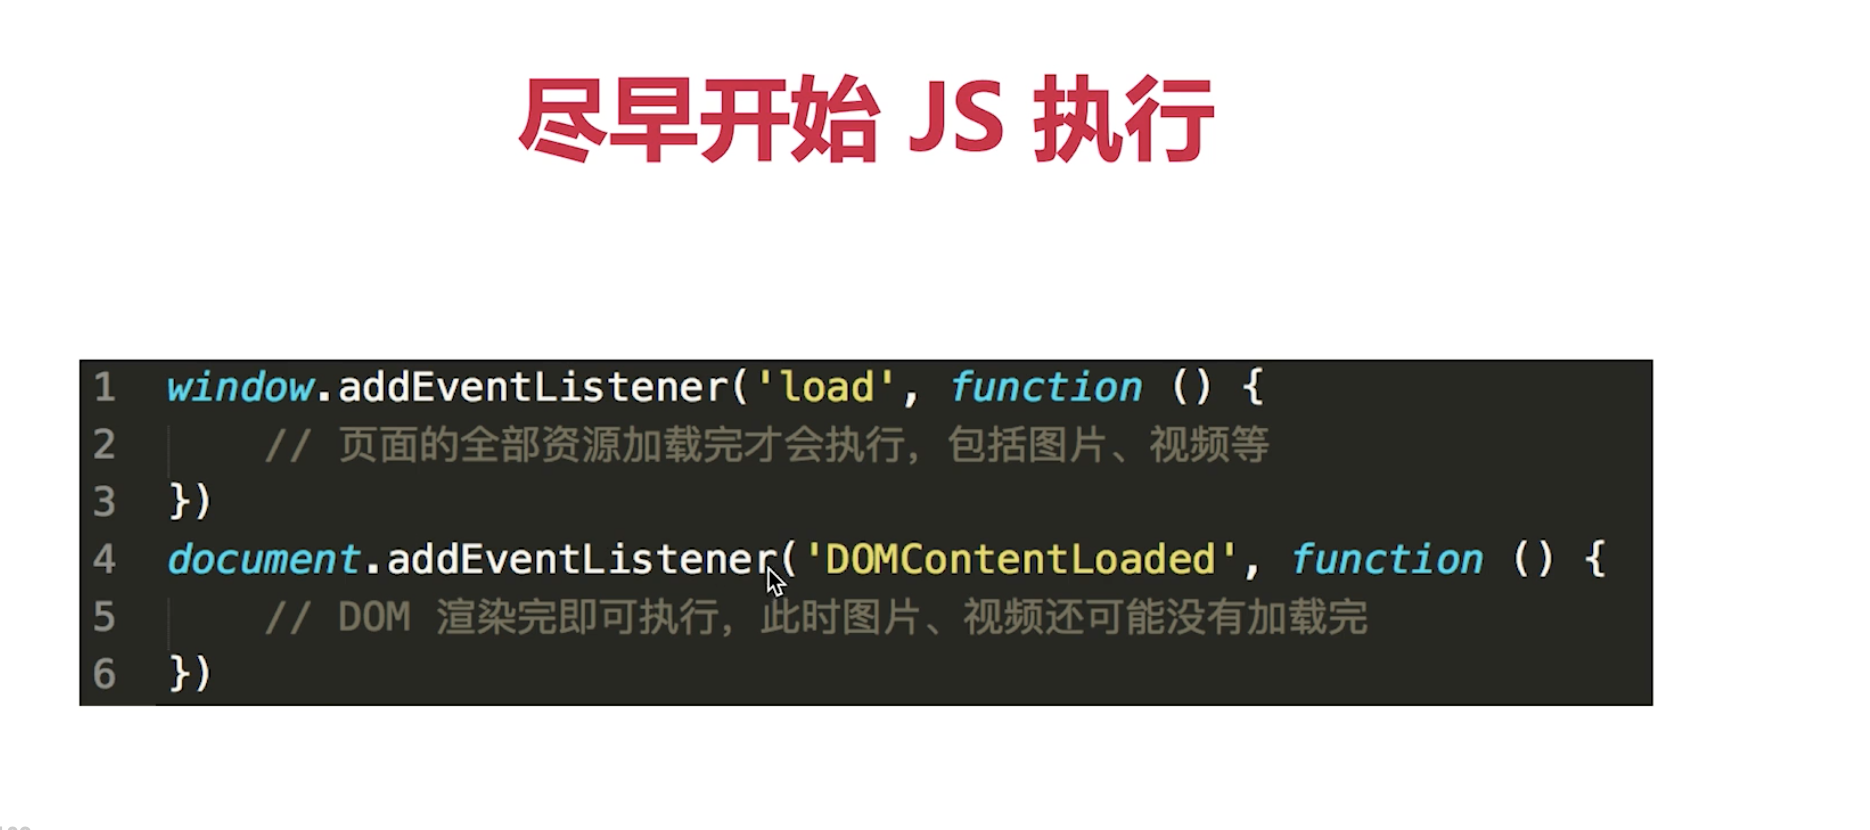 尽早开始 JS 执行
1 window.addEventListener('load', function () {
2 // 页面的全部资源加载完才会执行，包括图片、视频等
3 })
4 document.addEventListener('DOMContentLoaded', function () {
5 // DOM 渲染完即可执行，此时图片、视频还可能没有加载完
6 })